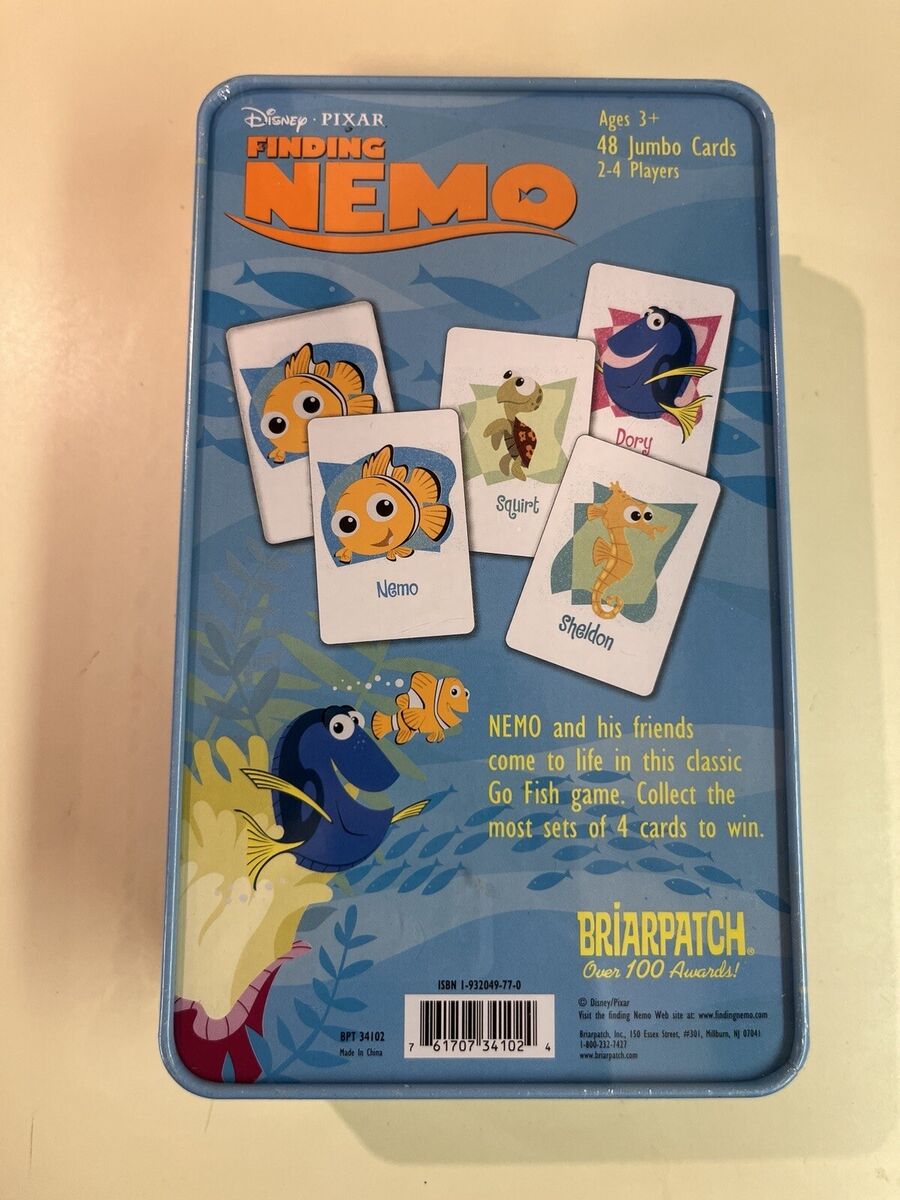 Disney · PIXAR
FINDING
NEMO
Ages 3+
48 Jumbo Cards
2-4 Players
Dory
Squirt
Nemo
Sheldon
NEMO and his friends
come to life in this classic
Go Fish game. Collect the
most sets of 4 cards to win.
BRIARPATCH®
Over 100 Awards!
ISBN 1-932049-77-0
BPT 34102
Made In China
7 61707 34102 4
© Disney/Pixar
Visit the finding Nemo Web site at: www.findingnemo.com
Briarpatch, Inc., 150 Essex Street, #301, Millburn, NJ 07041
1-800-232-7427
www.briarpatch.com